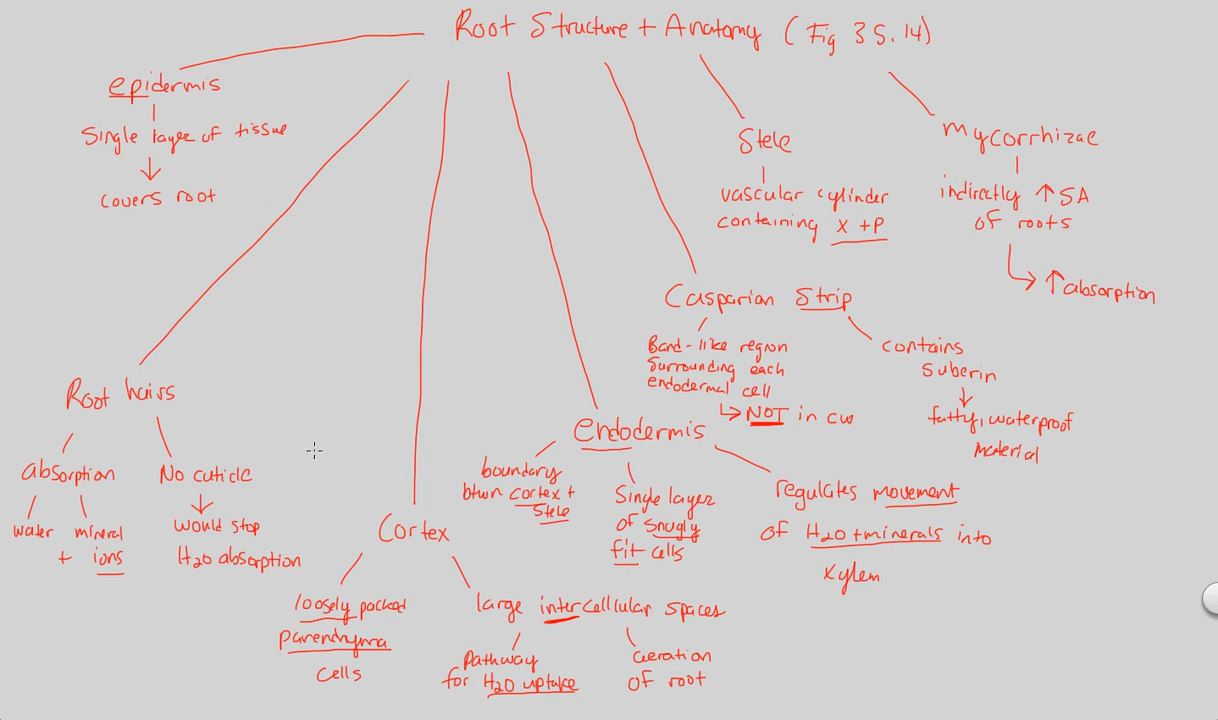 Root Structure + Anatomy (Fig 35.14)
epidermis
Single layer of tissue
covers root
Root hairs
absorption
water
mineral
+ ions
No cuticle
would stop
H2O absorption
Cortex
loosely packed
parenchyma
cells
large intercellular spaces
Pathway
for H2O uptake
aeration
of root
endodermis
boundary
btwn cortex +
stele
Single layer
of snugly
fit cells
regulates movement
of H2O + minerals into
xylem
Casparian Strip
Band-like region
surrounding each
endodermal cell
↳ NOT in cw
contains
suberin
fatty, waterproof
material
Stele
vascular cylinder
containing X + P
Mycorrhizae
indirectly ↑ SA
of roots
↑ absorption